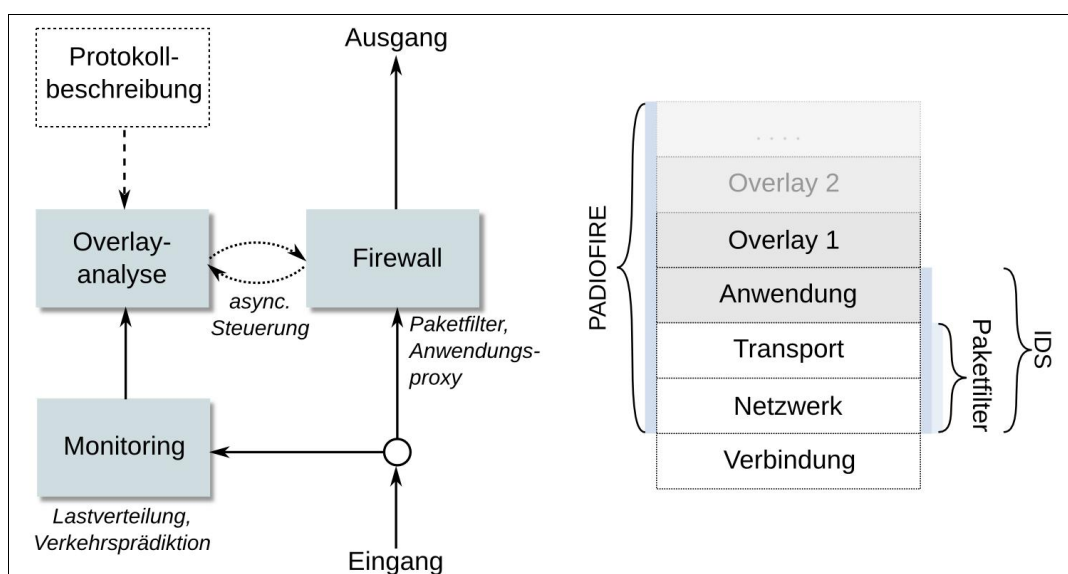 Protokoll-
beschreibung
Ausgang
Overlay-
analyse
Firewall
async.
Steuerung
Paketfilter,
Anwendungs-
proxy
Monitoring
Lastverteilung,
Verkehrsprädiktion
Eingang
PADIOFIRE
. . . .
Overlay 2
Overlay 1
Anwendung
Transport
Netzwerk
Verbindung
Paketfilter
IDS